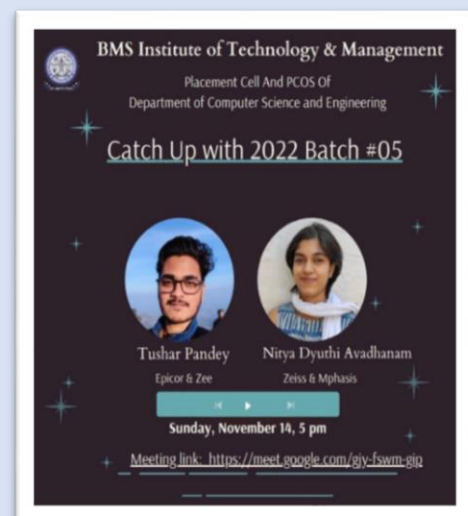 BMS Institute of Technology & Management
Placement Cell And PCOS Of
Department of Computer Science and Engineering
Catch Up with 2022 Batch #05
Tushar Pandey
Nitya Dyuthi Avadhanam
Epicor & Zee
Zeiss & Mphasis
Sunday, November 14, 5 pm
Meeting link: https://meet.google.com/gjy-fswm-gip